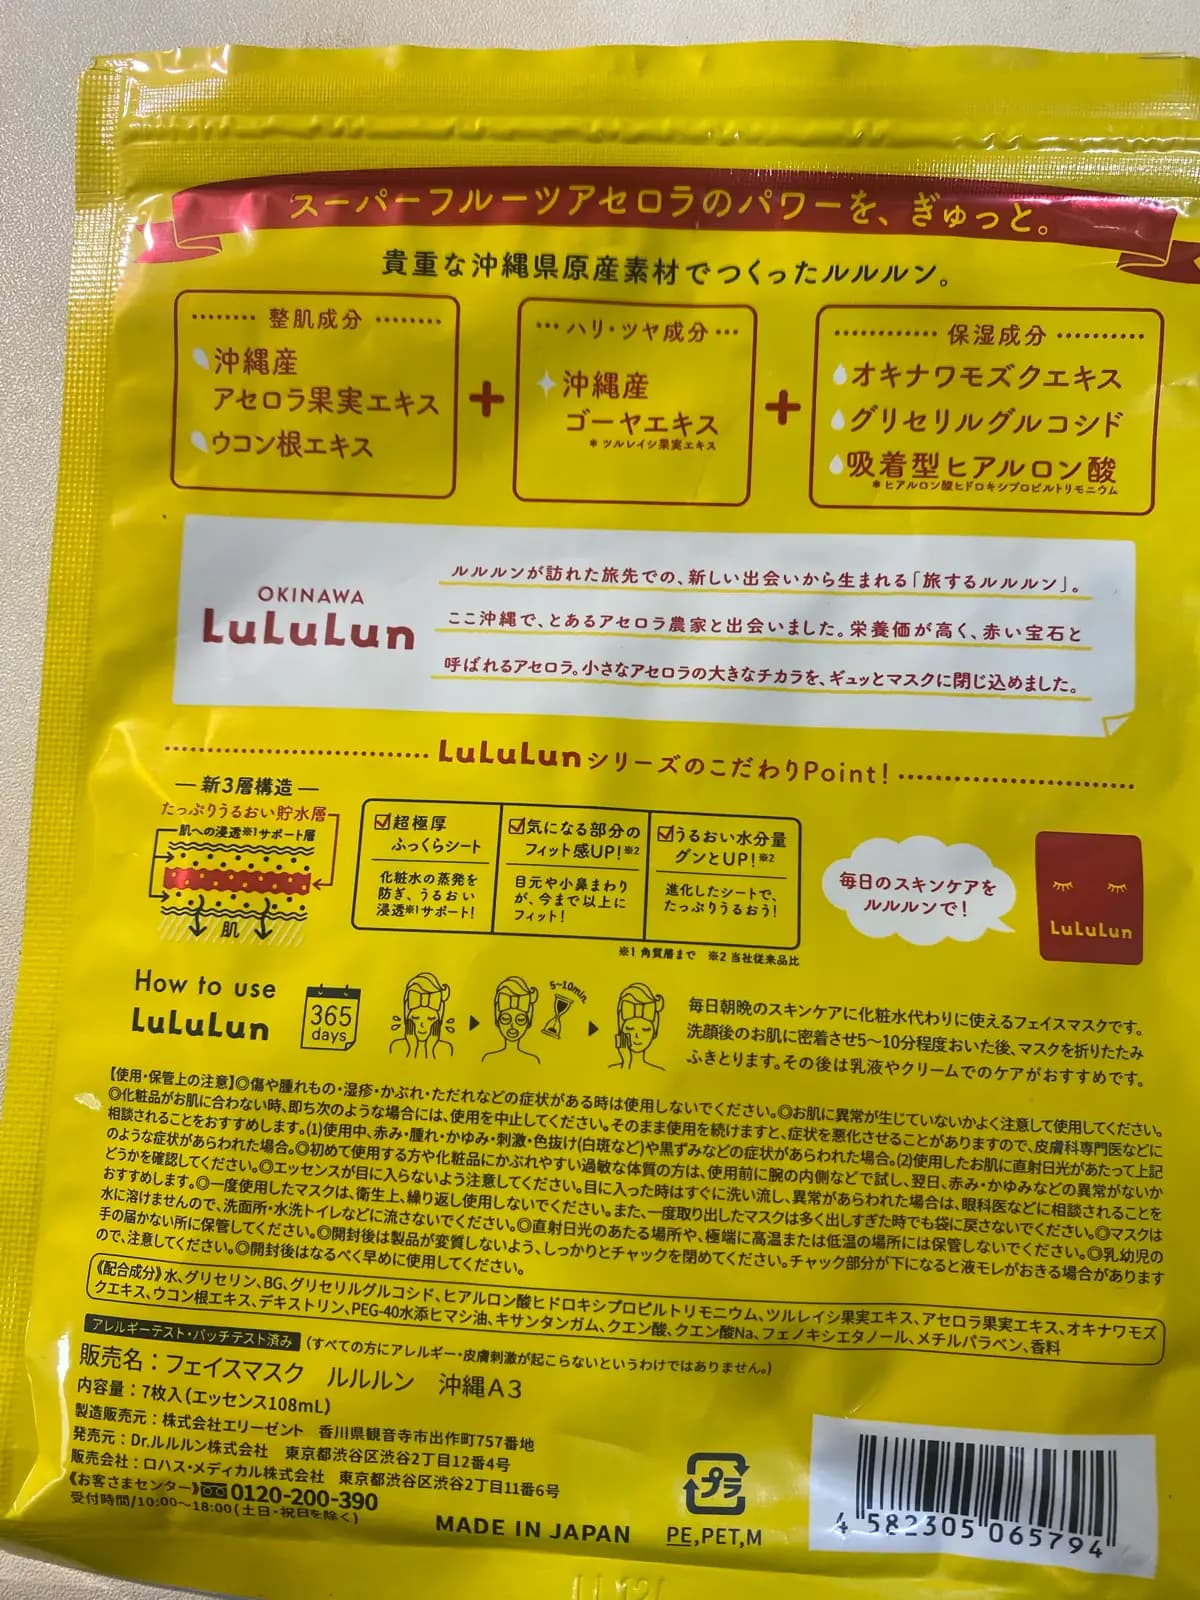 スーパーフルーツアセロラのパワーを、ぎゅっと。
貴重な沖縄県原産素材でつくったルルルン。
整肌成分
沖縄産
アセロラ果実エキス
ウコン根エキス
+
ハリ・ツヤ成分
沖縄産
ゴーヤエキス
*ツルレイシ果実エキス
+
保湿成分
オキナワモズクエキス
グリセリルグルコシド
吸着型ヒアルロン酸
*ヒアルロン酸ヒドロキシプロピルトリモニウム
OKINAWA
LuLuLun
ルルルンが訪れた旅先での、新しい出会いから生まれる「旅するルルルン」。
ここ沖縄で、とあるアセロラ農家と出会いました。栄養価が高く、赤い宝石と
呼ばれるアセロラ。小さなアセロラの大きなチカラを、ギュッとマスクに閉じ込めました。
LuLuLunシリーズのこだわりPoint!
新3層構造
たっぷりうるおい貯水層
肌への浸透※1サポート層
肌
超極厚
ふっくらシート
化粧水の蒸発を
防ぎ、うるおい
浸透※1サポート!
気になる部分の
フィット感UP!※2
目元や小鼻まわり
が、今まで以上に
フィット!
うるおい水分量
グンとUP!※2
進化したシートで、
たっぷりうるおう!
※1 角質層まで ※2 当社従来品比
毎日のスキンケアを
ルルルンで!
LuLuLun
How to use
LuLuLun
365
days
5~10min.
毎日朝晩のスキンケアに化粧水代わりに使えるフェイスマスクです。
洗顔後のお肌に密着させ5〜10分程度おいた後、マスクを折りたたみ
ふきとります。その後は乳液やクリームでのケアがおすすめです。
【使用・保管上の注意】◎傷や腫れもの・湿疹・かぶれ・ただれなどの症状がある時は使用しないでください。◎お肌に異常が生じていないかよく注意して使用してください。
◎化粧品がお肌に合わない時、即ち次のような場合には、使用を中止してください。そのまま使用を続けますと、症状を悪化させることがありますので、皮膚科専門医などに
相談されることをおすすめします。(1)使用中、赤み・腫れ・かゆみ・刺激・色抜け(白斑など)や黒ずみなどの症状があらわれた場合。(2)使用したお肌に直射日光があたって上記
のような症状があらわれた場合。◎初めて使用する方や化粧品にかぶれやすい過敏な体質の方は、使用前に腕の内側などで試し、翌日、赤み・かゆみなどの異常がないか
どうかを確認してください。◎エッセンスが目に入らないよう注意してください。目に入った時はすぐに洗い流し、異常があらわれた場合は、眼科医などに相談されることを
おすすめします。◎一度使用したマスクは、衛生上、繰り返し使用しないでください。また、一度取り出したマスクは多く出しすぎた時でも袋に戻さないでください。◎マスクは
水に溶けませんので、洗面所・水洗トイレなどに流さないでください。◎直射日光のあたる場所や、極端に高温または低温の場所には保管しないでください。◎乳幼児の
手の届かない所に保管してください。◎開封後は製品が変質しないよう、しっかりとチャックを閉めてください。チャック部分が下になると液モレがおきる場合があります
ので、注意してください。◎開封後はなるべく早めに使用してください。
《配合成分》水、グリセリン、BG、グリセリルグルコシド、ヒアルロン酸ヒドロキシプロピルトリモニウム、ツルレイシ果実エキス、アセロラ果実エキス、オキナワモズ
クエキス、ウコン根エキス、デキストリン、PEG-40水添ヒマシ油、キサンタンガム、クエン酸、クエン酸Na、フェノキシエタノール、メチルパラベン、香料
アレルギーテスト・パッチテスト済み (すべての方にアレルギー・皮膚刺激が起こらないというわけではありません。)
販売名:フェイスマスク ルルルン 沖縄A3
内容量:7枚入(エッセンス108mL)
製造販売元:株式会社エリーゼント 香川県観音寺市出作町757番地
発売元:Dr.ルルルン株式会社 東京都渋谷区渋谷2丁目12番4号
販売会社:ロハス・メディカル株式会社 東京都渋谷区渋谷2丁目11番6号
《お客さまセンター》0120-200-390
受付時間/10:00〜18:00(土日・祝日を除く)
MADE IN JAPAN
プラ
PE,PET,M
4 582305 065794